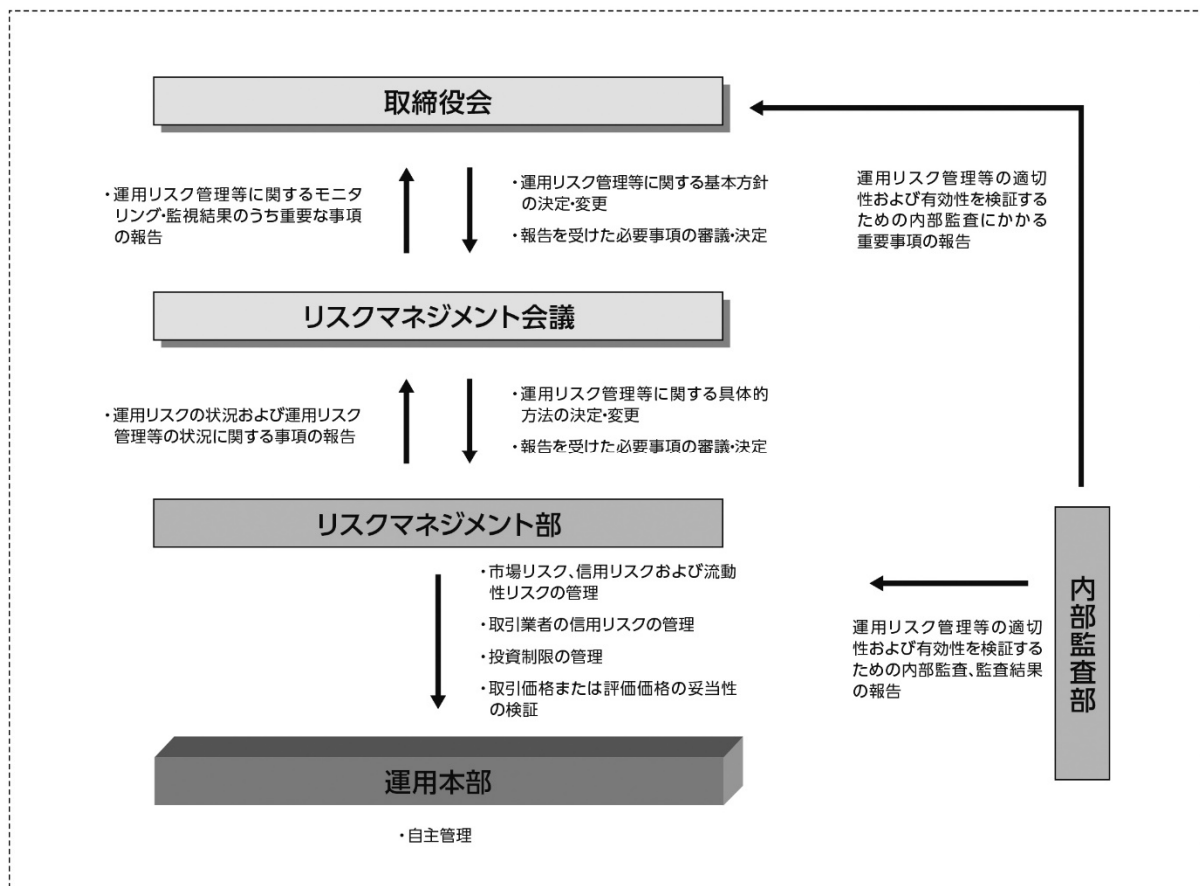 取締役会
・運用リスク管理等に関するモニ
タリング・監視結果のうち重要な事項
の報告
・運用リスク管理等に関する基本方針
の決定・変更
・報告を受けた必要事項の審議・決定
運用リスク管理等の適切
性および有効性を検証す
るための内部監査にかかる
重要事項の報告
リスクマネジメント会議
・運用リスクの状況および運用リスク
管理等の状況に関する事項の報告
・運用リスク管理等に関する具体的
方法の決定・変更
・報告を受けた必要事項の審議・決定
リスクマネジメント部
・市場リスク、信用リスクおよび流動
性リスクの管理
・取引業者の信用リスクの管理
・投資制限の管理
・取引価格または評価価格の妥当性
の検証
運用リスク管理等の適切
性および有効性を検証する
ための内部監査、監査結果
の報告
内部監査部
運用本部
・自主管理